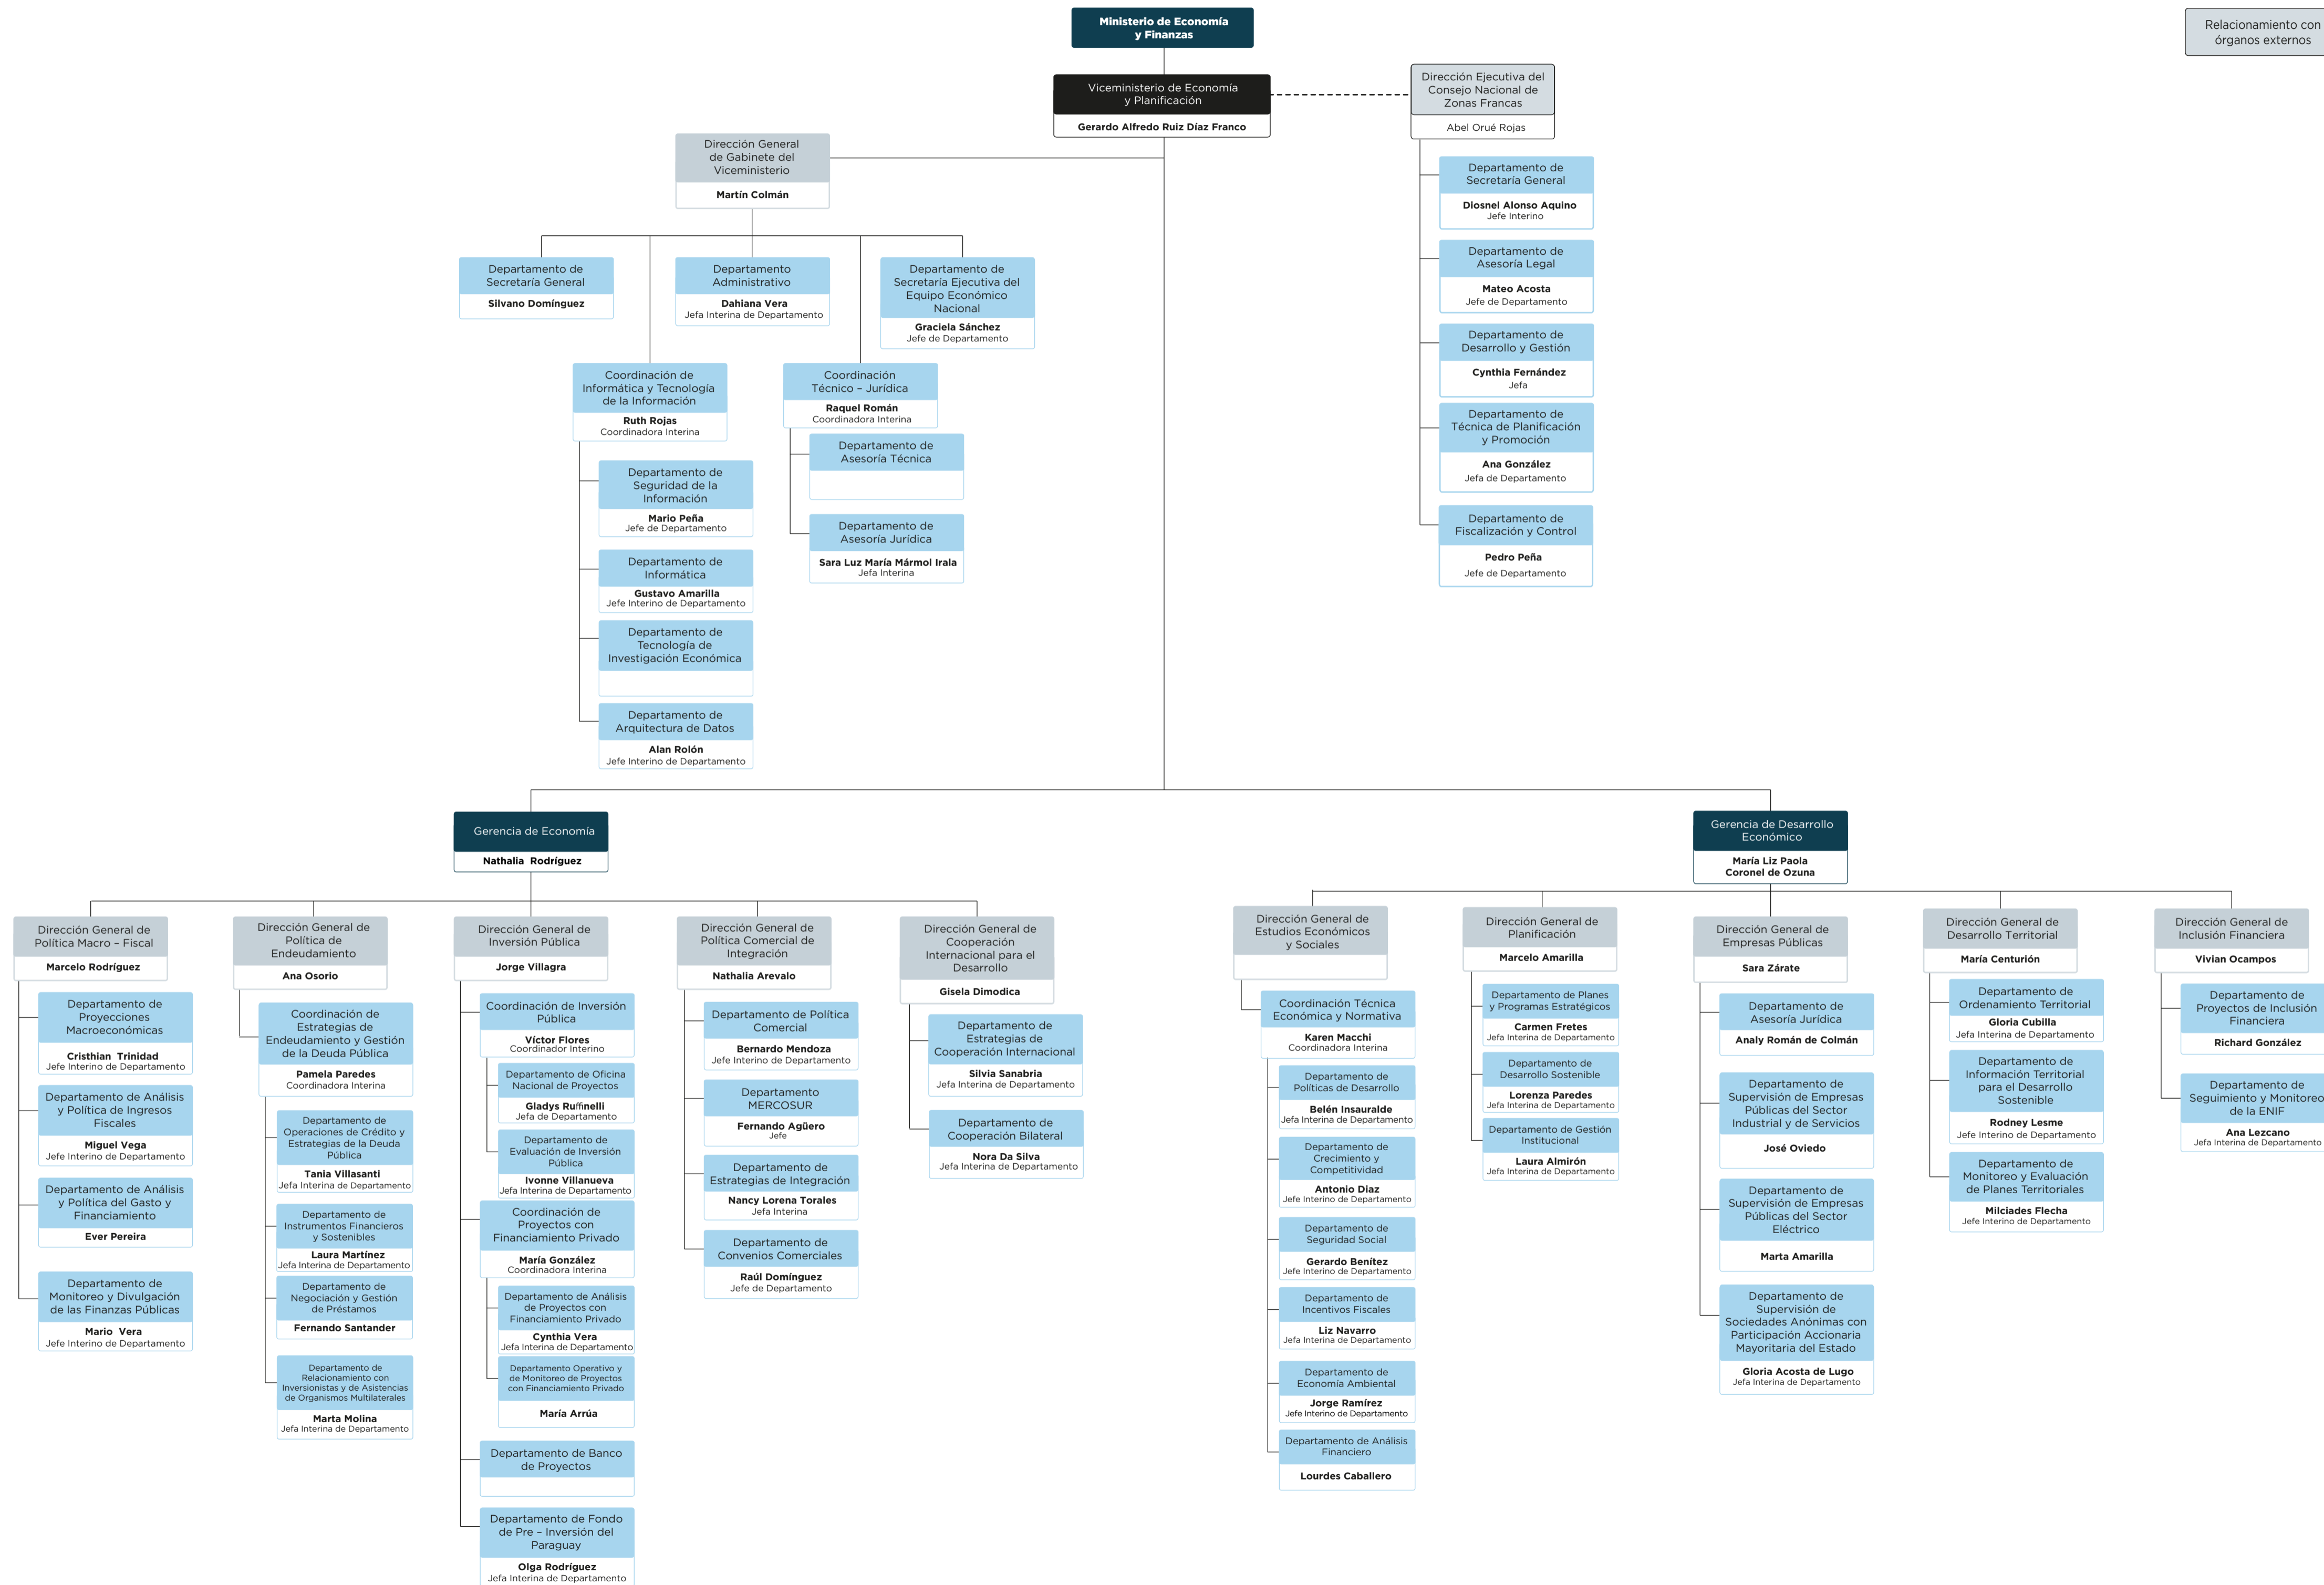 Ministerio de Economía
y Finanzas
Relacionamiento con
órganos externos
Viceministerio de Economía
y Planificación
Gerardo Alfredo Ruiz Díaz Franco
Dirección Ejecutiva del
Consejo Nacional de
Zonas Francas
Abel Orué Rojas
Departamento de
Secretaría General
Diosnel Alonso Aquino
Jefe Interino
Departamento de
Asesoría Legal
Mateo Acosta
Jefe de Departamento
Departamento de
Desarrollo y Gestión
Cynthia Fernández
Jefa
Departamento de
Técnica de Planificación
y Promoción
Ana González
Jefa de Departamento
Departamento de
Fiscalización y Control
Pedro Peña
Jefe de Departamento
Dirección General
de Gabinete del
Viceministerio
Martín Colmán
Departamento de
Secretaría General
Silvano Domínguez
Departamento
Administrativo
Dahiana Vera
Jefa Interina de Departamento
Departamento de
Secretaría Ejecutiva del
Equipo Económico
Nacional
Graciela Sánchez
Jefe de Departamento
Coordinación de
Informática y Tecnología
de la Información
Ruth Rojas
Coordinadora Interina
Departamento de
Seguridad de la
Información
Mario Peña
Jefe de Departamento
Departamento de
Informática
Gustavo Amarilla
Jefe Interino de Departamento
Departamento de
Tecnología de
Investigación Económica
Departamento de
Arquitectura de Datos
Alan Rolón
Jefe Interino de Departamento
Coordinación
Técnico – Jurídica
Raquel Román
Coordinadora Interina
Departamento de
Asesoría Técnica
Departamento de
Asesoría Jurídica
Sara Luz María Mármol Irala
Jefa Interina
Gerencia de Economía
Nathalia Rodríguez
Dirección General de
Política Macro – Fiscal
Marcelo Rodríguez
Departamento de
Proyecciones
Macroeconómicas
Cristhian Trinidad
Jefe Interino de Departamento
Departamento de Análisis
y Política de Ingresos
Fiscales
Miguel Vega
Jefe Interino de Departamento
Departamento de Análisis
y Política del Gasto y
Financiamiento
Ever Pereira
Departamento de
Monitoreo y Divulgación
de las Finanzas Públicas
Mario Vera
Jefe Interino de Departamento
Dirección General de
Política de
Endeudamiento
Ana Osorio
Coordinación de
Estrategias de
Endeudamiento y Gestión
de la Deuda Pública
Pamela Paredes
Coordinadora Interina
Departamento de
Operaciones de Crédito y
Estrategias de la Deuda
Pública
Tania Villasanti
Jefa Interina de Departamento
Departamento de
Instrumentos Financieros
y Sostenibles
Laura Martínez
Jefa Interina de Departamento
Departamento de
Negociación y Gestión
de Préstamos
Fernando Santander
Departamento de
Relacionamiento con
Inversionistas y de Asistencias
de Organismos Multilaterales
Marta Molina
Jefa Interina de Departamento
Dirección General de
Inversión Pública
Jorge Villagra
Coordinación de Inversión
Pública
Víctor Flores
Coordinador Interino
Departamento de Oficina
Nacional de Proyectos
Gladys Ruffinelli
Jefa de Departamento
Departamento de
Evaluación de Inversión
Pública
Ivonne Villanueva
Jefa Interina de Departamento
Coordinación de
Proyectos con
Financiamiento Privado
María González
Coordinadora Interina
Departamento de Análisis
de Proyectos con
Financiamiento Privado
Cynthia Vera
Jefa Interina de Departamento
Departamento Operativo y
de Monitoreo de Proyectos
con Financiamiento Privado
María Arrúa
Departamento de Banco
de Proyectos
Departamento de Fondo
de Pre – Inversión del
Paraguay
Olga Rodríguez
Jefa Interina de Departamento
Dirección General de
Política Comercial de
Integración
Nathalia Arevalo
Departamento de Política
Comercial
Bernardo Mendoza
Jefe Interino de Departamento
Departamento
MERCOSUR
Fernando Agüero
Jefe
Departamento de
Estrategias de Integración
Nancy Lorena Torales
Jefa Interina
Departamento de
Convenios Comerciales
Raúl Domínguez
Jefe de Departamento
Dirección General de
Cooperación
Internacional para el
Desarrollo
Gisela Dimodica
Departamento de
Estrategias de
Cooperación Internacional
Silvia Sanabria
Jefa Interina de Departamento
Departamento de
Cooperación Bilateral
Nora Da Silva
Jefa Interina de Departamento
Gerencia de Desarrollo
Económico
María Liz Paola
Coronel de Ozuna
Dirección General de
Estudios Económicos
y Sociales
Coordinación Técnica
Económica y Normativa
Karen Macchi
Coordinadora Interina
Departamento de
Políticas de Desarrollo
Belén Insauralde
Jefa Interina de Departamento
Departamento de
Crecimiento y
Competitividad
Antonio Diaz
Jefe Interino de Departamento
Departamento de
Seguridad Social
Gerardo Benítez
Jefe Interino de Departamento
Departamento de
Incentivos Fiscales
Liz Navarro
Jefa Interina de Departamento
Departamento de
Economía Ambiental
Jorge Ramírez
Jefe Interino de Departamento
Departamento de Análisis
Financiero
Lourdes Caballero
Dirección General de
Planificación
Marcelo Amarilla
Departamento de Planes
y Programas Estratégicos
Carmen Fretes
Jefa Interina de Departamento
Departamento de
Desarrollo Sostenible
Lorenza Paredes
Jefa Interina de Departamento
Departamento de Gestión
Institucional
Laura Almirón
Jefa Interina de Departamento
Dirección General de
Empresas Públicas
Sara Zárate
Departamento de
Asesoría Jurídica
Analy Román de Colmán
Departamento de
Supervisión de Empresas
Públicas del Sector
Industrial y de Servicios
José Oviedo
Departamento de
Supervisión de Empresas
Públicas del Sector
Eléctrico
Marta Amarilla
Departamento de
Supervisión de
Sociedades Anónimas con
Participación Accionaria
Mayoritaria del Estado
Gloria Acosta de Lugo
Jefa Interina de Departamento
Dirección General de
Desarrollo Territorial
María Centurión
Departamento de
Ordenamiento Territorial
Gloria Cubilla
Jefa Interina de Departamento
Departamento de
Información Territorial
para el Desarrollo
Sostenible
Rodney Lesme
Jefe Interino de Departamento
Departamento de
Monitoreo y Evaluación
de Planes Territoriales
Milciades Flecha
Jefe Interino de Departamento
Dirección General de
Inclusión Financiera
Vivian Ocampos
Departamento de
Proyectos de Inclusión
Financiera
Richard González
Departamento de
Seguimiento y Monitoreo
de la ENIF
Ana Lezcano
Jefa Interina de Departamento